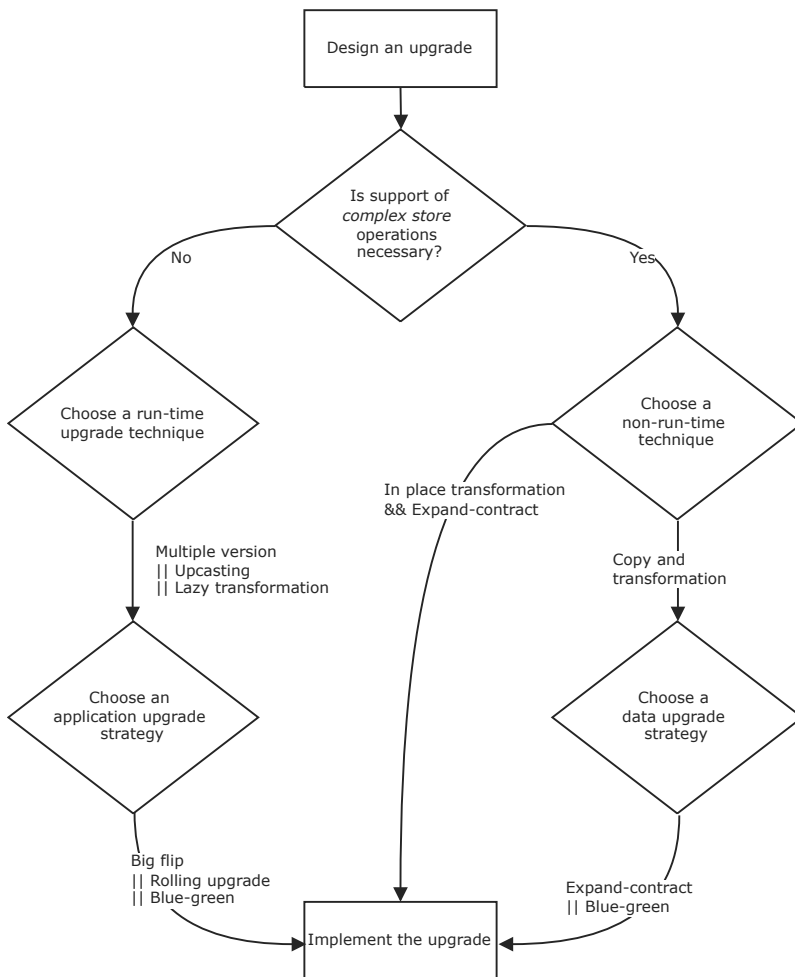 Design an upgrade
Is support of
complex store
operations
necessary?
No
Yes
Choose a run-time
upgrade technique
Choose a
non-run-time
technique
In place transformation
&& Expand-contract
Multiple version
|| Upcasting
|| Lazy transformation
Copy and
transformation
Choose an
application upgrade
strategy
Choose a
data upgrade
strategy
Big flip
|| Rolling upgrade
|| Blue-green
Expand-contract
|| Blue-green
Implement the upgrade